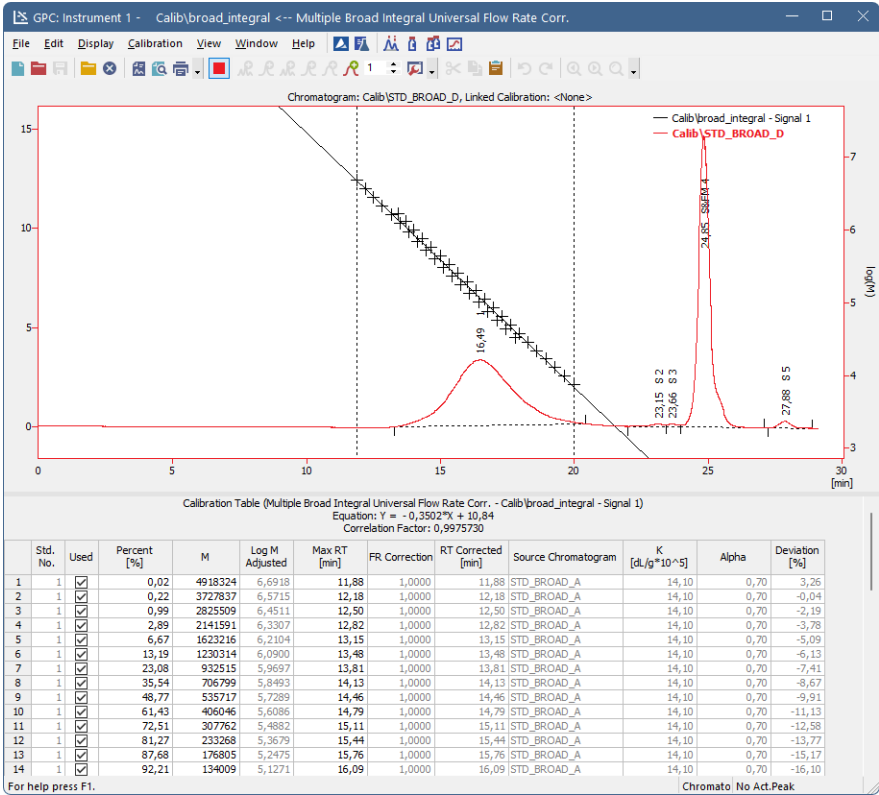 GPC: Instrument 1 - Calib\broad_integral <-- Multiple Broad Integral Universal Flow Rate Corr.
File Edit Display Calibration View Window Help
1
Chromatogram: Calib\STD_BROAD_D, Linked Calibration: <None>
Calib\broad_integral - Signal 1
Calib\STD_BROAD_D
15
10
5
0
7
6
5
4
3
log(M)
16,49 1
23,15 S 2
23,66 S 3
24,85 S&FM 4
27,88 S 5
0 5 10 15 20 25 30
[min]
Calibration Table (Multiple Broad Integral Universal Flow Rate Corr. - Calib\broad_integral - Signal 1)
Equation: Y = - 0,3502*X + 10,84
Correlation Factor: 0,9975730
Std. No. Used Percent [%] M Log M Adjusted Max RT [min] FR Correction RT Corrected [min] Source Chromatogram K [dL/g*10^5] Alpha Deviation [%]
1 1 0,02 4918324 6,6918 11,88 1,0000 11,88 STD_BROAD_A 14,10 0,70 3,26
2 1 0,22 3727837 6,5715 12,18 1,0000 12,18 STD_BROAD_A 14,10 0,70 -0,04
3 1 0,99 2825509 6,4511 12,50 1,0000 12,50 STD_BROAD_A 14,10 0,70 -2,19
4 1 2,89 2141591 6,3307 12,82 1,0000 12,82 STD_BROAD_A 14,10 0,70 -3,78
5 1 6,67 1623216 6,2104 13,15 1,0000 13,15 STD_BROAD_A 14,10 0,70 -5,09
6 1 13,19 1230314 6,0900 13,48 1,0000 13,48 STD_BROAD_A 14,10 0,70 -6,13
7 1 23,08 932515 5,9697 13,81 1,0000 13,81 STD_BROAD_A 14,10 0,70 -7,41
8 1 35,54 706799 5,8493 14,13 1,0000 14,13 STD_BROAD_A 14,10 0,70 -8,67
9 1 48,77 535717 5,7289 14,46 1,0000 14,46 STD_BROAD_A 14,10 0,70 -9,91
10 1 61,43 406046 5,6086 14,79 1,0000 14,79 STD_BROAD_A 14,10 0,70 -11,13
11 1 72,51 307762 5,4882 15,11 1,0000 15,11 STD_BROAD_A 14,10 0,70 -12,58
12 1 81,27 233268 5,3679 15,44 1,0000 15,44 STD_BROAD_A 14,10 0,70 -13,77
13 1 87,68 176805 5,2475 15,76 1,0000 15,76 STD_BROAD_A 14,10 0,70 -15,17
14 1 92,21 134009 5,1271 16,09 1,0000 16,09 STD_BROAD_A 14,10 0,70 -16,10
For help press F1. Chromato No Act.Peak